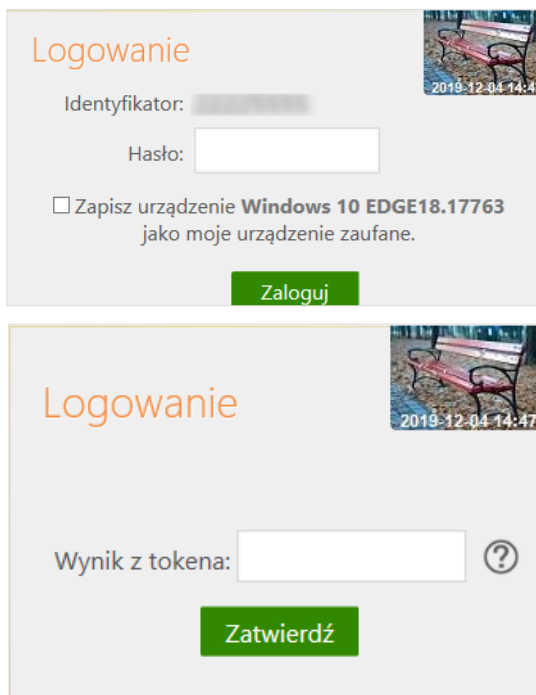 Logowanie
2019-12-04 14:4
Identyfikator:
Hasło:
Zapisz urządzenie Windows 10 EDGE18.17763
jako moje urządzenie zaufane.
Zaloguj
Logowanie
2019-12-04 14:47
Wynik z tokena:
?
Zatwierdź